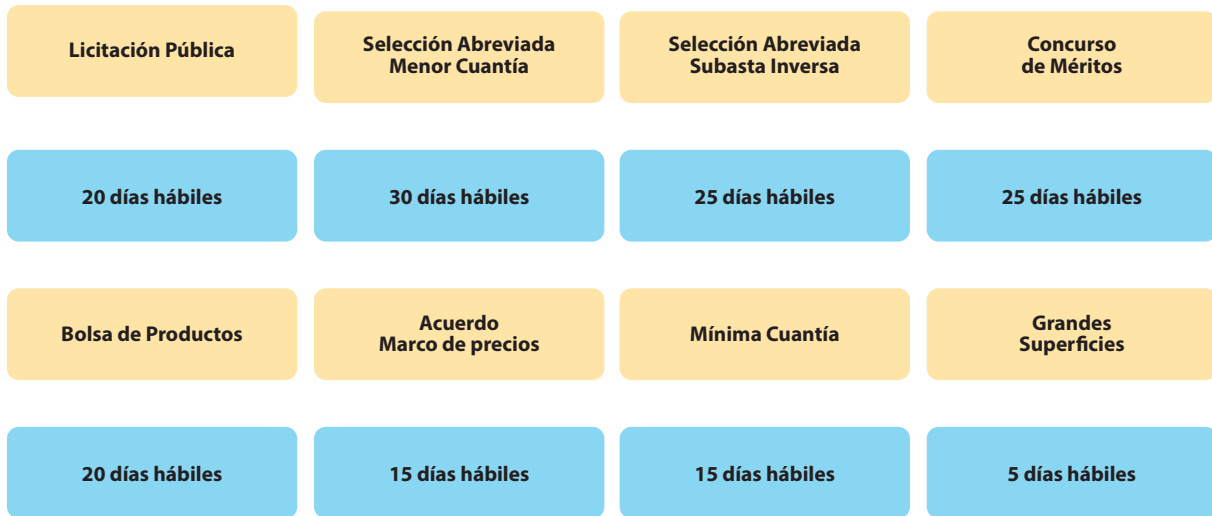 Licitación Pública
Selección Abreviada
Menor Cuantía
Selección Abreviada
Subasta Inversa
Concurso
de Méritos
20 días hábiles
30 días hábiles
25 días hábiles
25 días hábiles
Bolsa de Productos
Acuerdo
Marco de precios
Mínima Cuantía
Grandes
Superficies
20 días hábiles
15 días hábiles
15 días hábiles
5 días hábiles